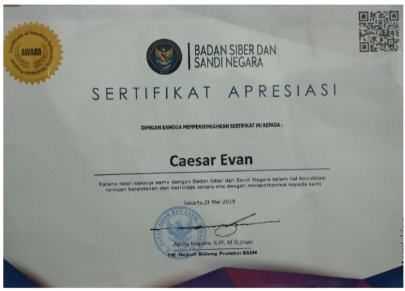 AWARD
BADAN SIBER DAN
SANDI NEGARA
SERTIFIKAT APRESIASI
DENGAN BANGGA MEMPERSEMBAHKAN SERTIFIKAT INI KEPADA :
Caesar Evan
Karena telah bekerja sama dengan Badan Siber dan Sandi Negara dalam hal koordinasi
temuan kerentanan dan bertindak secara etis dengan melaporkannya kepada kami
Jakarta,21 Mei 2019
Agung Nugraha, S.IP., M.Si.(Han)
Plt. Deputi Bidang Proteksi BSSN